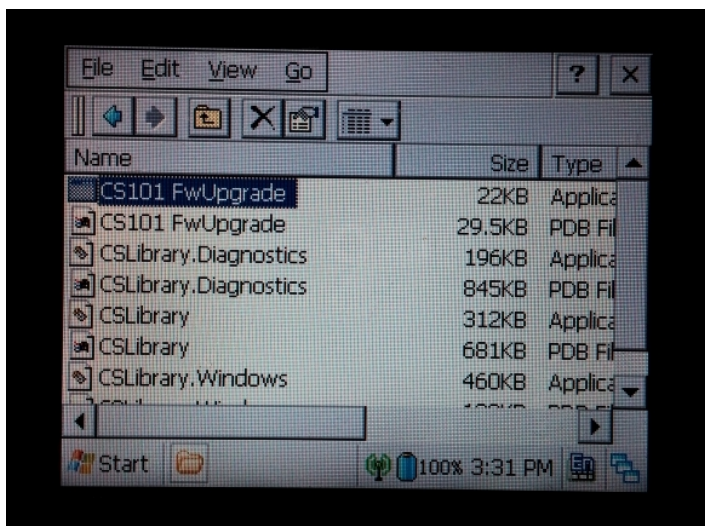 File Edit View Go ? ×
Name Size Type
CS101 FwUpgrade 22KB Applica
CS101 FwUpgrade 29.5KB PDB Fil
CSLibrary.Diagnostics 196KB Applica
CSLibrary.Diagnostics 845KB PDB Fil
CSLibrary 312KB Applica
CSLibrary 681KB PDB Fil
CSLibrary.Windows 460KB Applica
Start 100% 3:31 PM